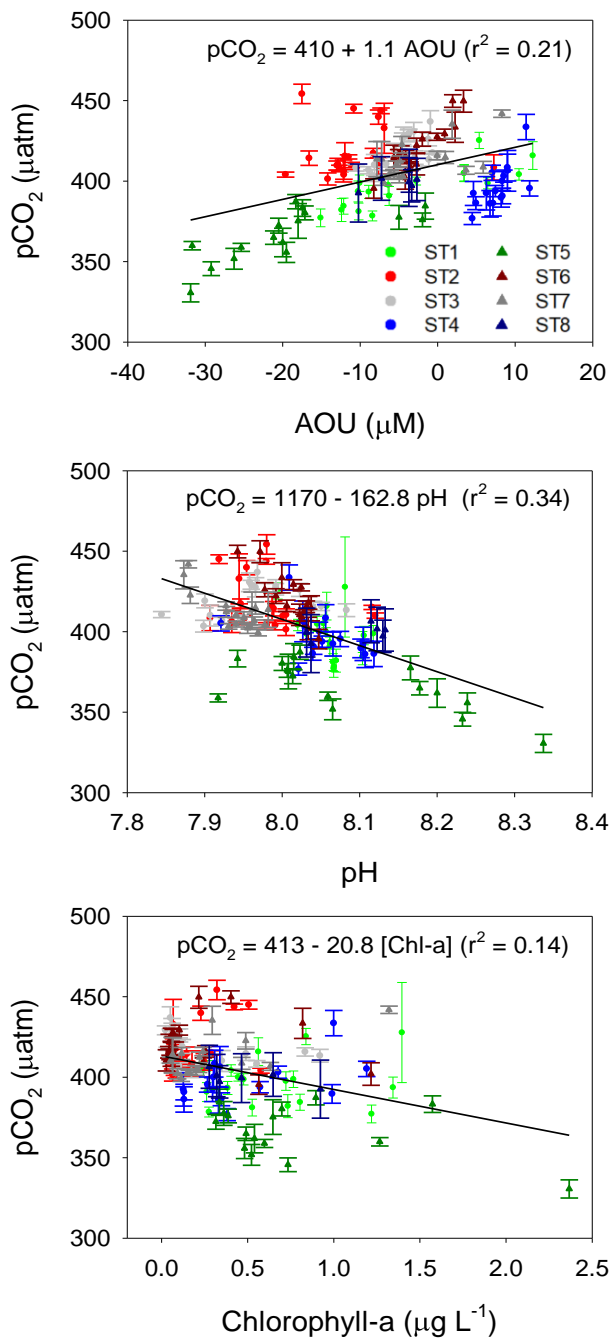 pCO₂ = 410 + 1.1 AOU (r² = 0.21)
pCO₂ (μatm)
500
450
400
350
300
ST1 ST5
ST2 ST6
ST3 ST7
ST4 ST8
-40 -30 -20 -10 0 10 20
AOU (μM)
pCO₂ = 1170 - 162.8 pH (r² = 0.34)
pCO₂ (μatm)
500
450
400
350
300
7.8 7.9 8.0 8.1 8.2 8.3 8.4
pH
pCO₂ = 413 - 20.8 [Chl-a] (r² = 0.14)
pCO₂ (μatm)
500
450
400
350
300
0.0 0.5 1.0 1.5 2.0 2.5
Chlorophyll-a (μg L⁻¹)